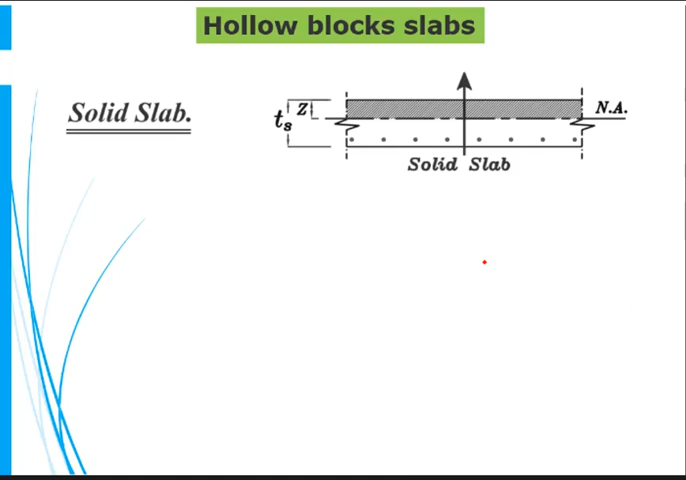 Hollow blocks slabs
Solid Slab.
ts
Z
N.A.
Solid Slab